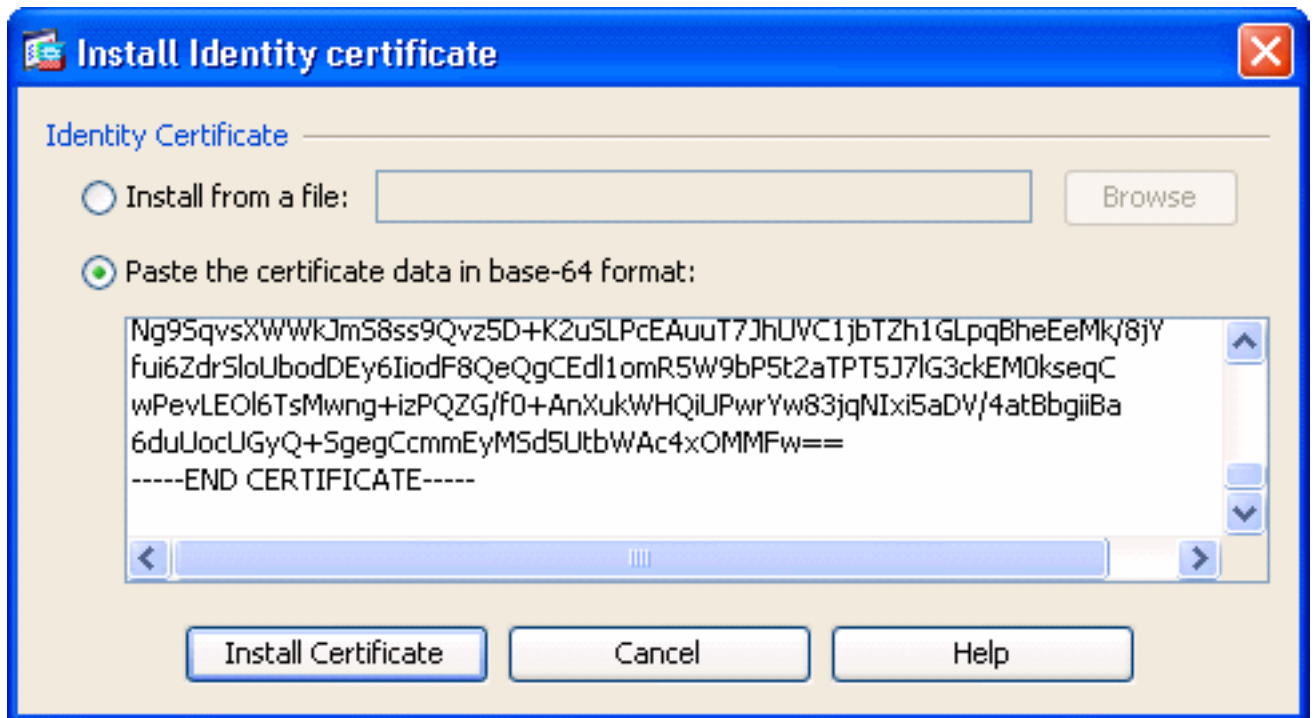 Install Identity certificate
Identity Certificate
Install from a file:
Browse
Paste the certificate data in base-64 format:
Ng9SqvsXWWkJmS8ss9Qvz5D+K2uSLPcEAuuT7JhUVC1jbTZh1GLpqBheEeMk/8jY
fui6ZdrSloUbodDEy6IiodF8QeQgCEdl1omR5W9bP5t2aTPT5J7lG3ckEM0kseqC
wPevLEOl6TsMwng+izPQZG/f0+AnXukWHQiUPwrYw83jqNIxi5aDV/4atBbgiiBa
6duUocUGyQ+SgegCcmmEyMSd5UtbWAc4xOMMFw==
-----END CERTIFICATE-----
Install Certificate
Cancel
Help